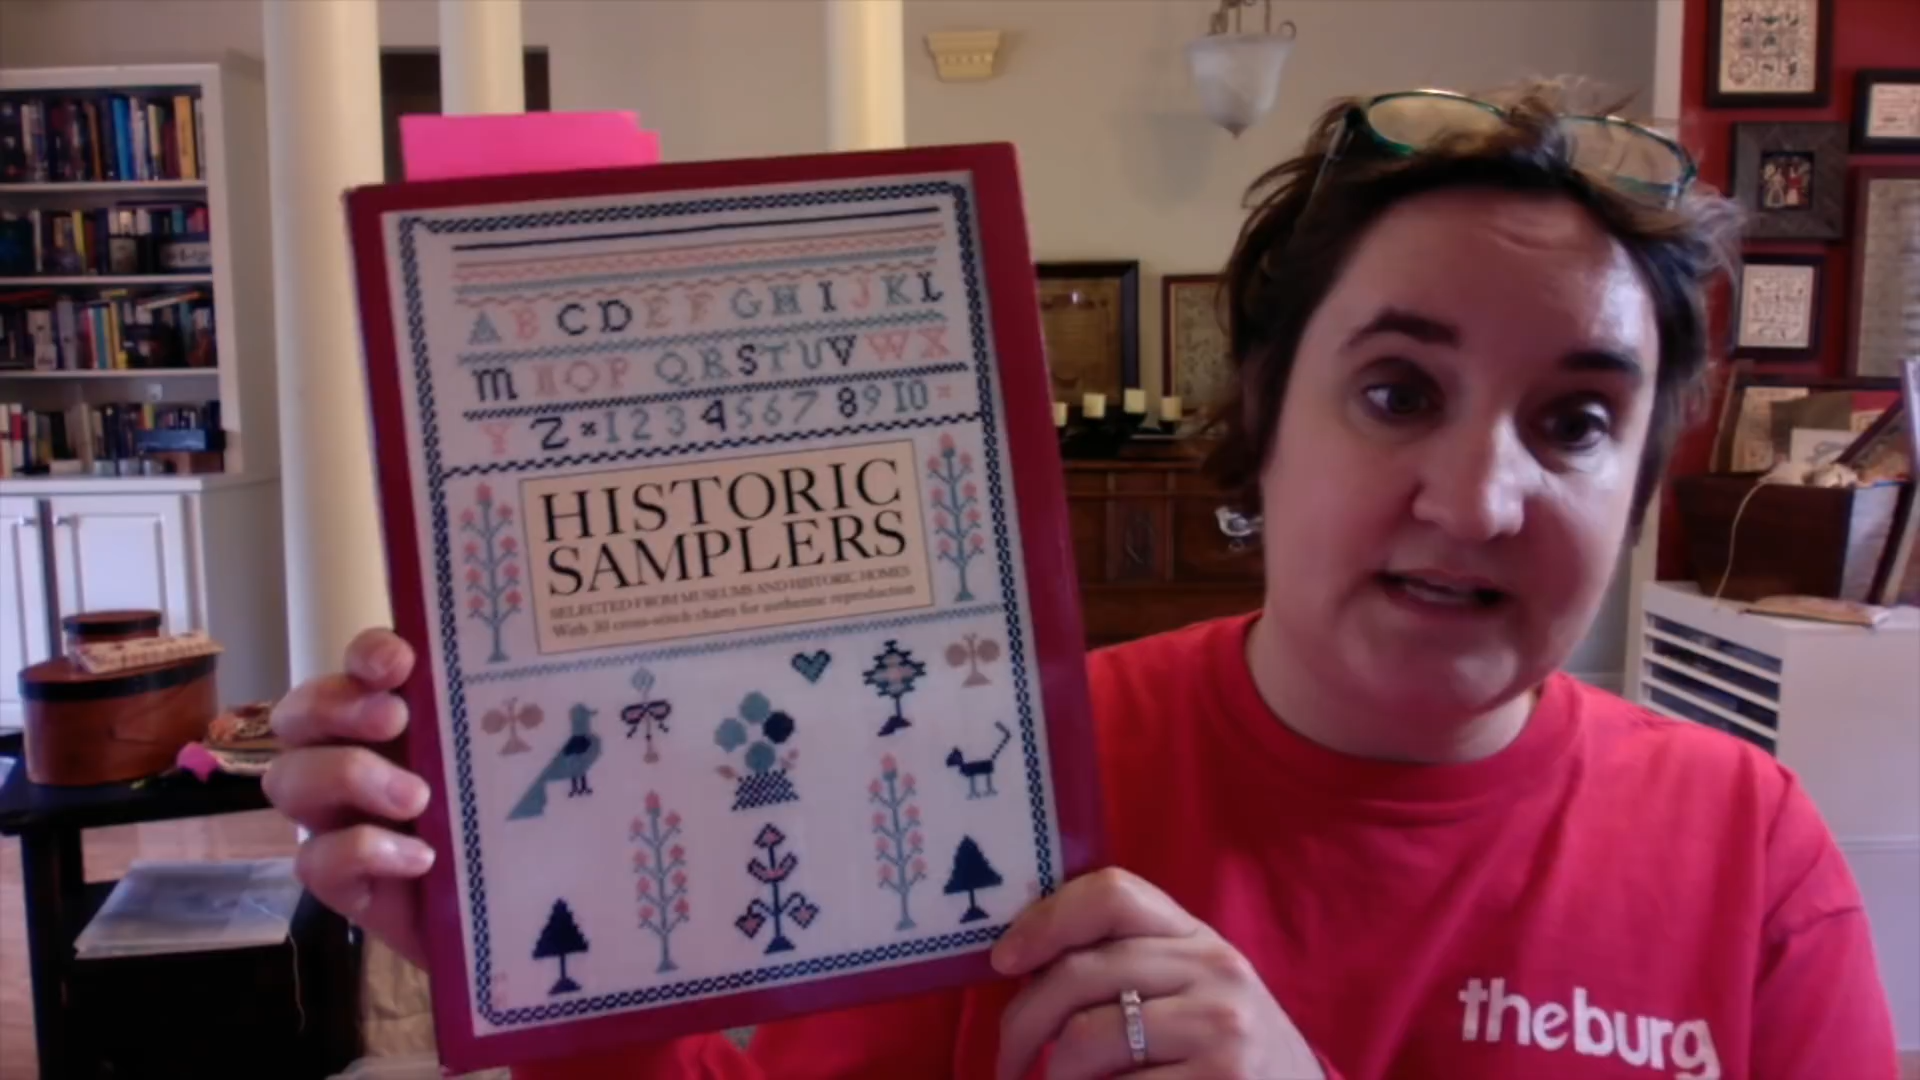 A B C D E F G H I J K L
M N O P Q R S T U V W X
Y Z 1 2 3 4 5 6 7 8 9 10
HISTORIC
SAMPLERS
SELECTED FROM MUSEUMS AND HISTORIC HOMES
With 30 cross-stitch charts for authentic reproduction
theburg